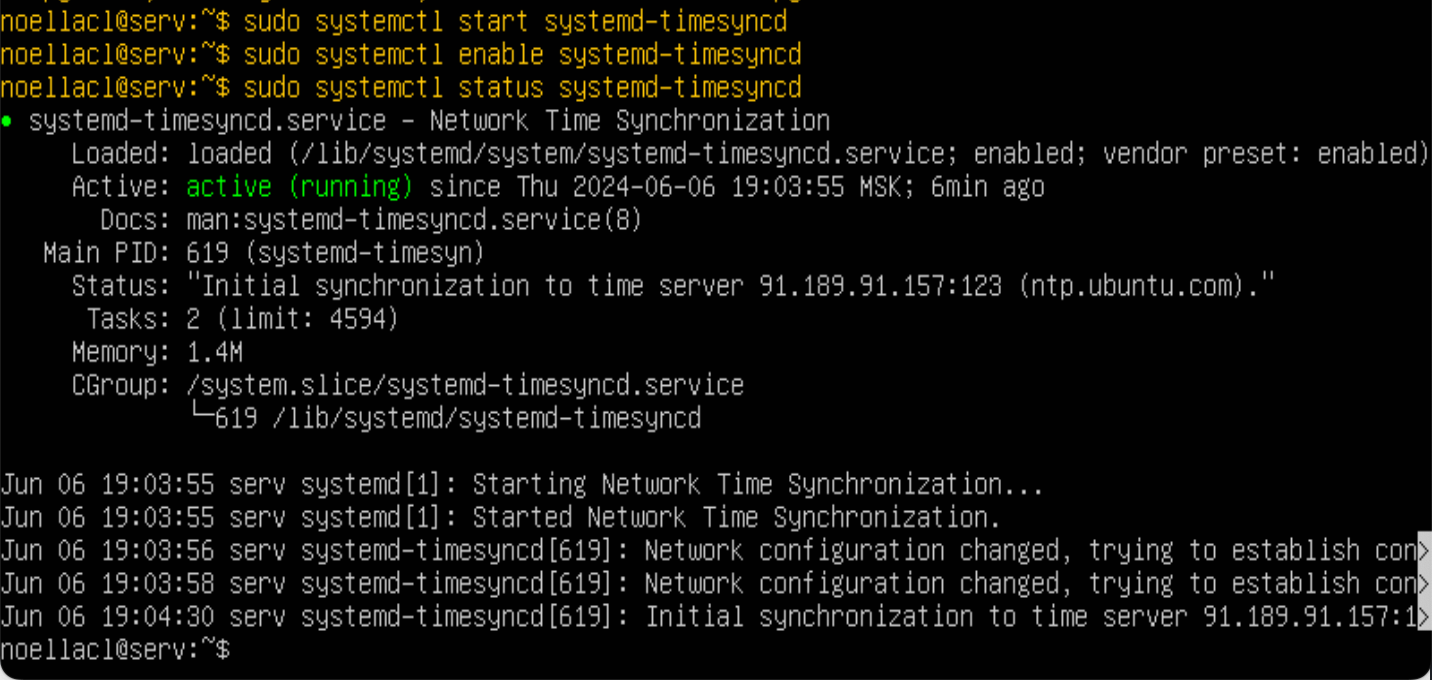 noellacl@serv:~$ sudo systemctl start systemd-timesyncd
noellacl@serv:~$ sudo systemctl enable systemd-timesyncd
noellacl@serv:~$ sudo systemctl status systemd-timesyncd
● systemd-timesyncd.service - Network Time Synchronization
     Loaded: loaded (/lib/systemd/system/systemd-timesyncd.service; enabled; vendor preset: enabled)
     Active: active (running) since Thu 2024-06-06 19:03:55 MSK; 6min ago
       Docs: man:systemd-timesyncd.service(8)
   Main PID: 619 (systemd-timesyn)
     Status: "Initial synchronization to time server 91.189.91.157:123 (ntp.ubuntu.com)."
      Tasks: 2 (limit: 4594)
     Memory: 1.4M
     CGroup: /system.slice/systemd-timesyncd.service
             └─619 /lib/systemd/systemd-timesyncd
Jun 06 19:03:55 serv systemd[1]: Starting Network Time Synchronization...
Jun 06 19:03:55 serv systemd[1]: Started Network Time Synchronization.
Jun 06 19:03:56 serv systemd-timesyncd[619]: Network configuration changed, trying to establish con>
Jun 06 19:03:58 serv systemd-timesyncd[619]: Network configuration changed, trying to establish con>
Jun 06 19:04:30 serv systemd-timesyncd[619]: Initial synchronization to time server 91.189.91.157:1>
noellacl@serv:~$